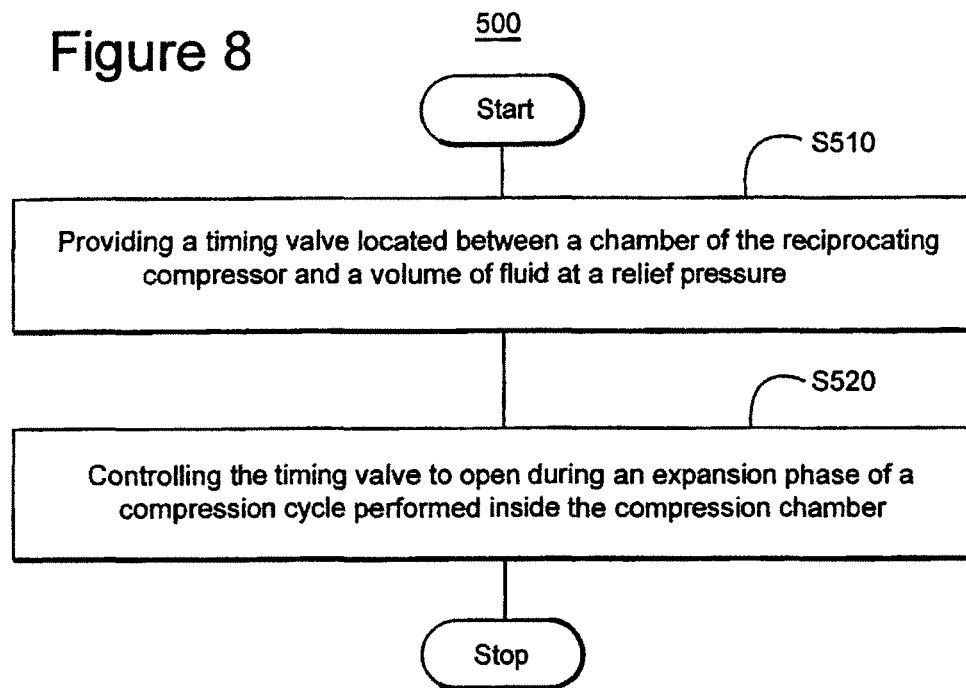 Figure 8
500
Start
S510
Providing a timing valve located between a chamber of the reciprocating
compressor and a volume of fluid at a relief pressure
S520
Controlling the timing valve to open during an expansion phase of a
compression cycle performed inside the compression chamber
Stop